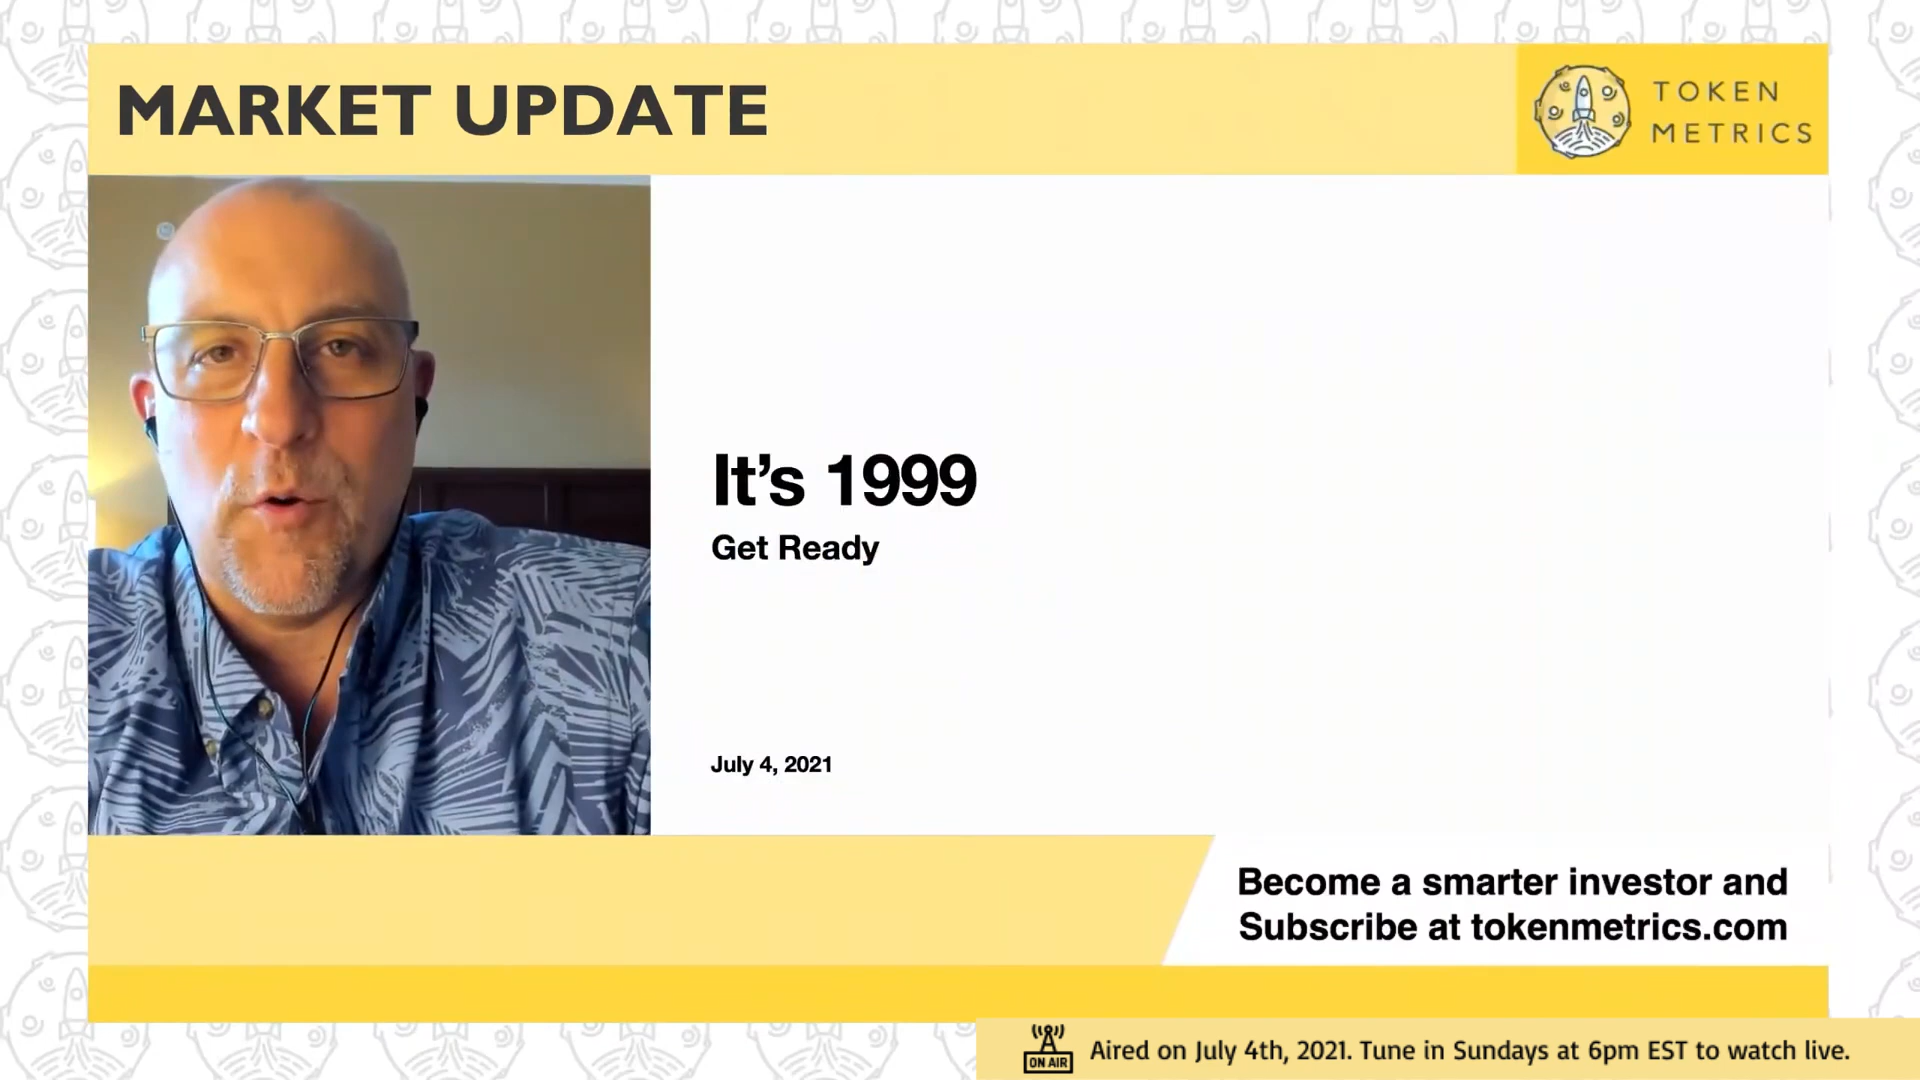 MARKET UPDATE
TOKEN
METRICS
It's 1999
Get Ready
July 4, 2021
Become a smarter investor and
Subscribe at tokenmetrics.com
ON AIR
Aired on July 4th, 2021. Tune in Sundays at 6pm EST to watch live.